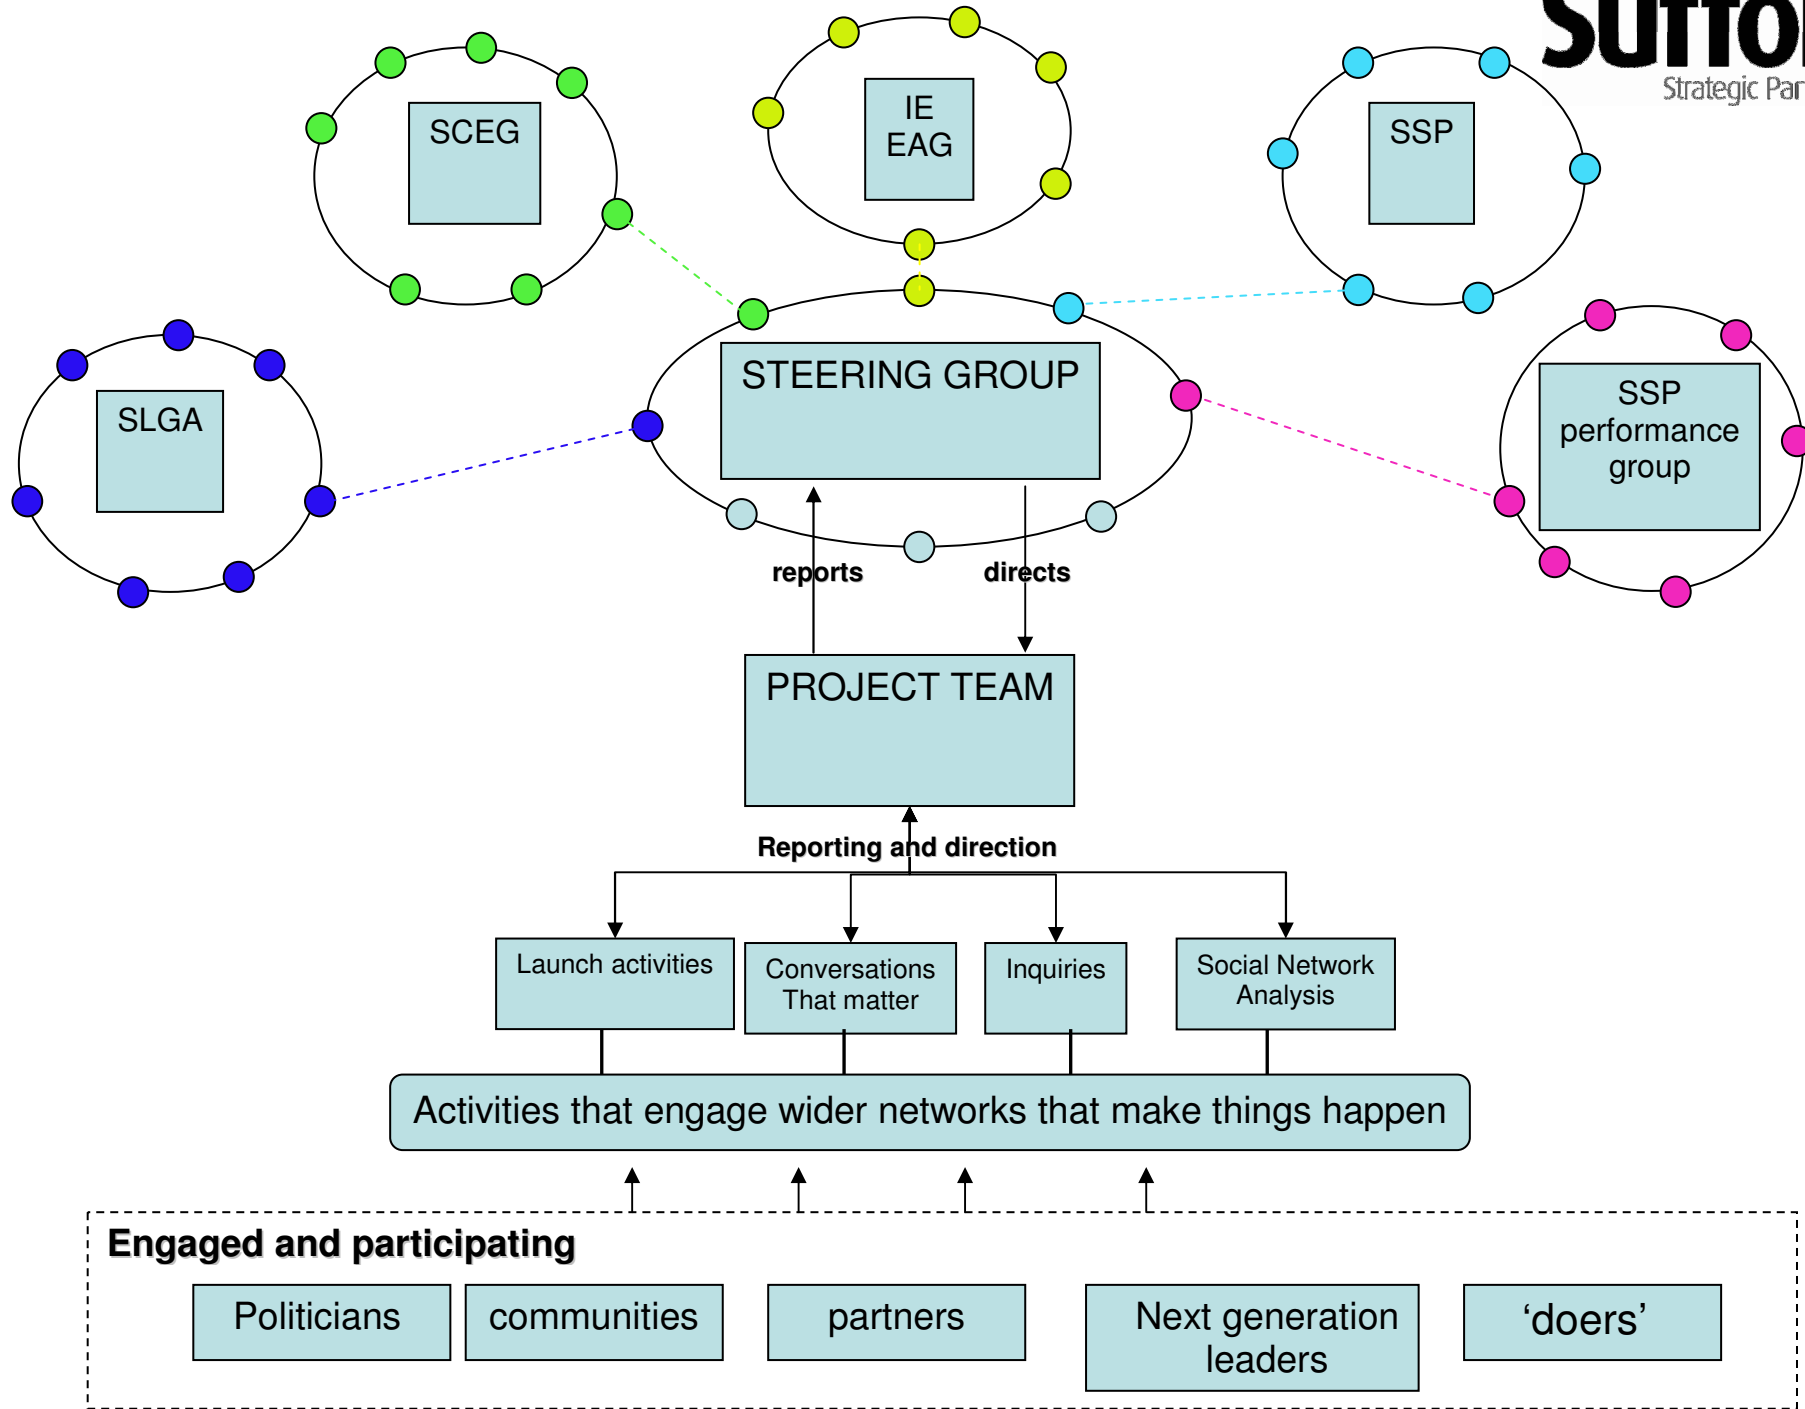 Strategic Par
SCEG
IE
EAG
SSP
SLGA
STEERING GROUP
SSP
performance
group
reports
directs
PROJECT TEAM
Reporting and direction
Launch activities
Conversations
That matter
Inquiries
Social Network
Analysis
Activities that engage wider networks that make things happen
Engaged and participating
Politicians
communities
partners
Next generation
leaders
‘doers’